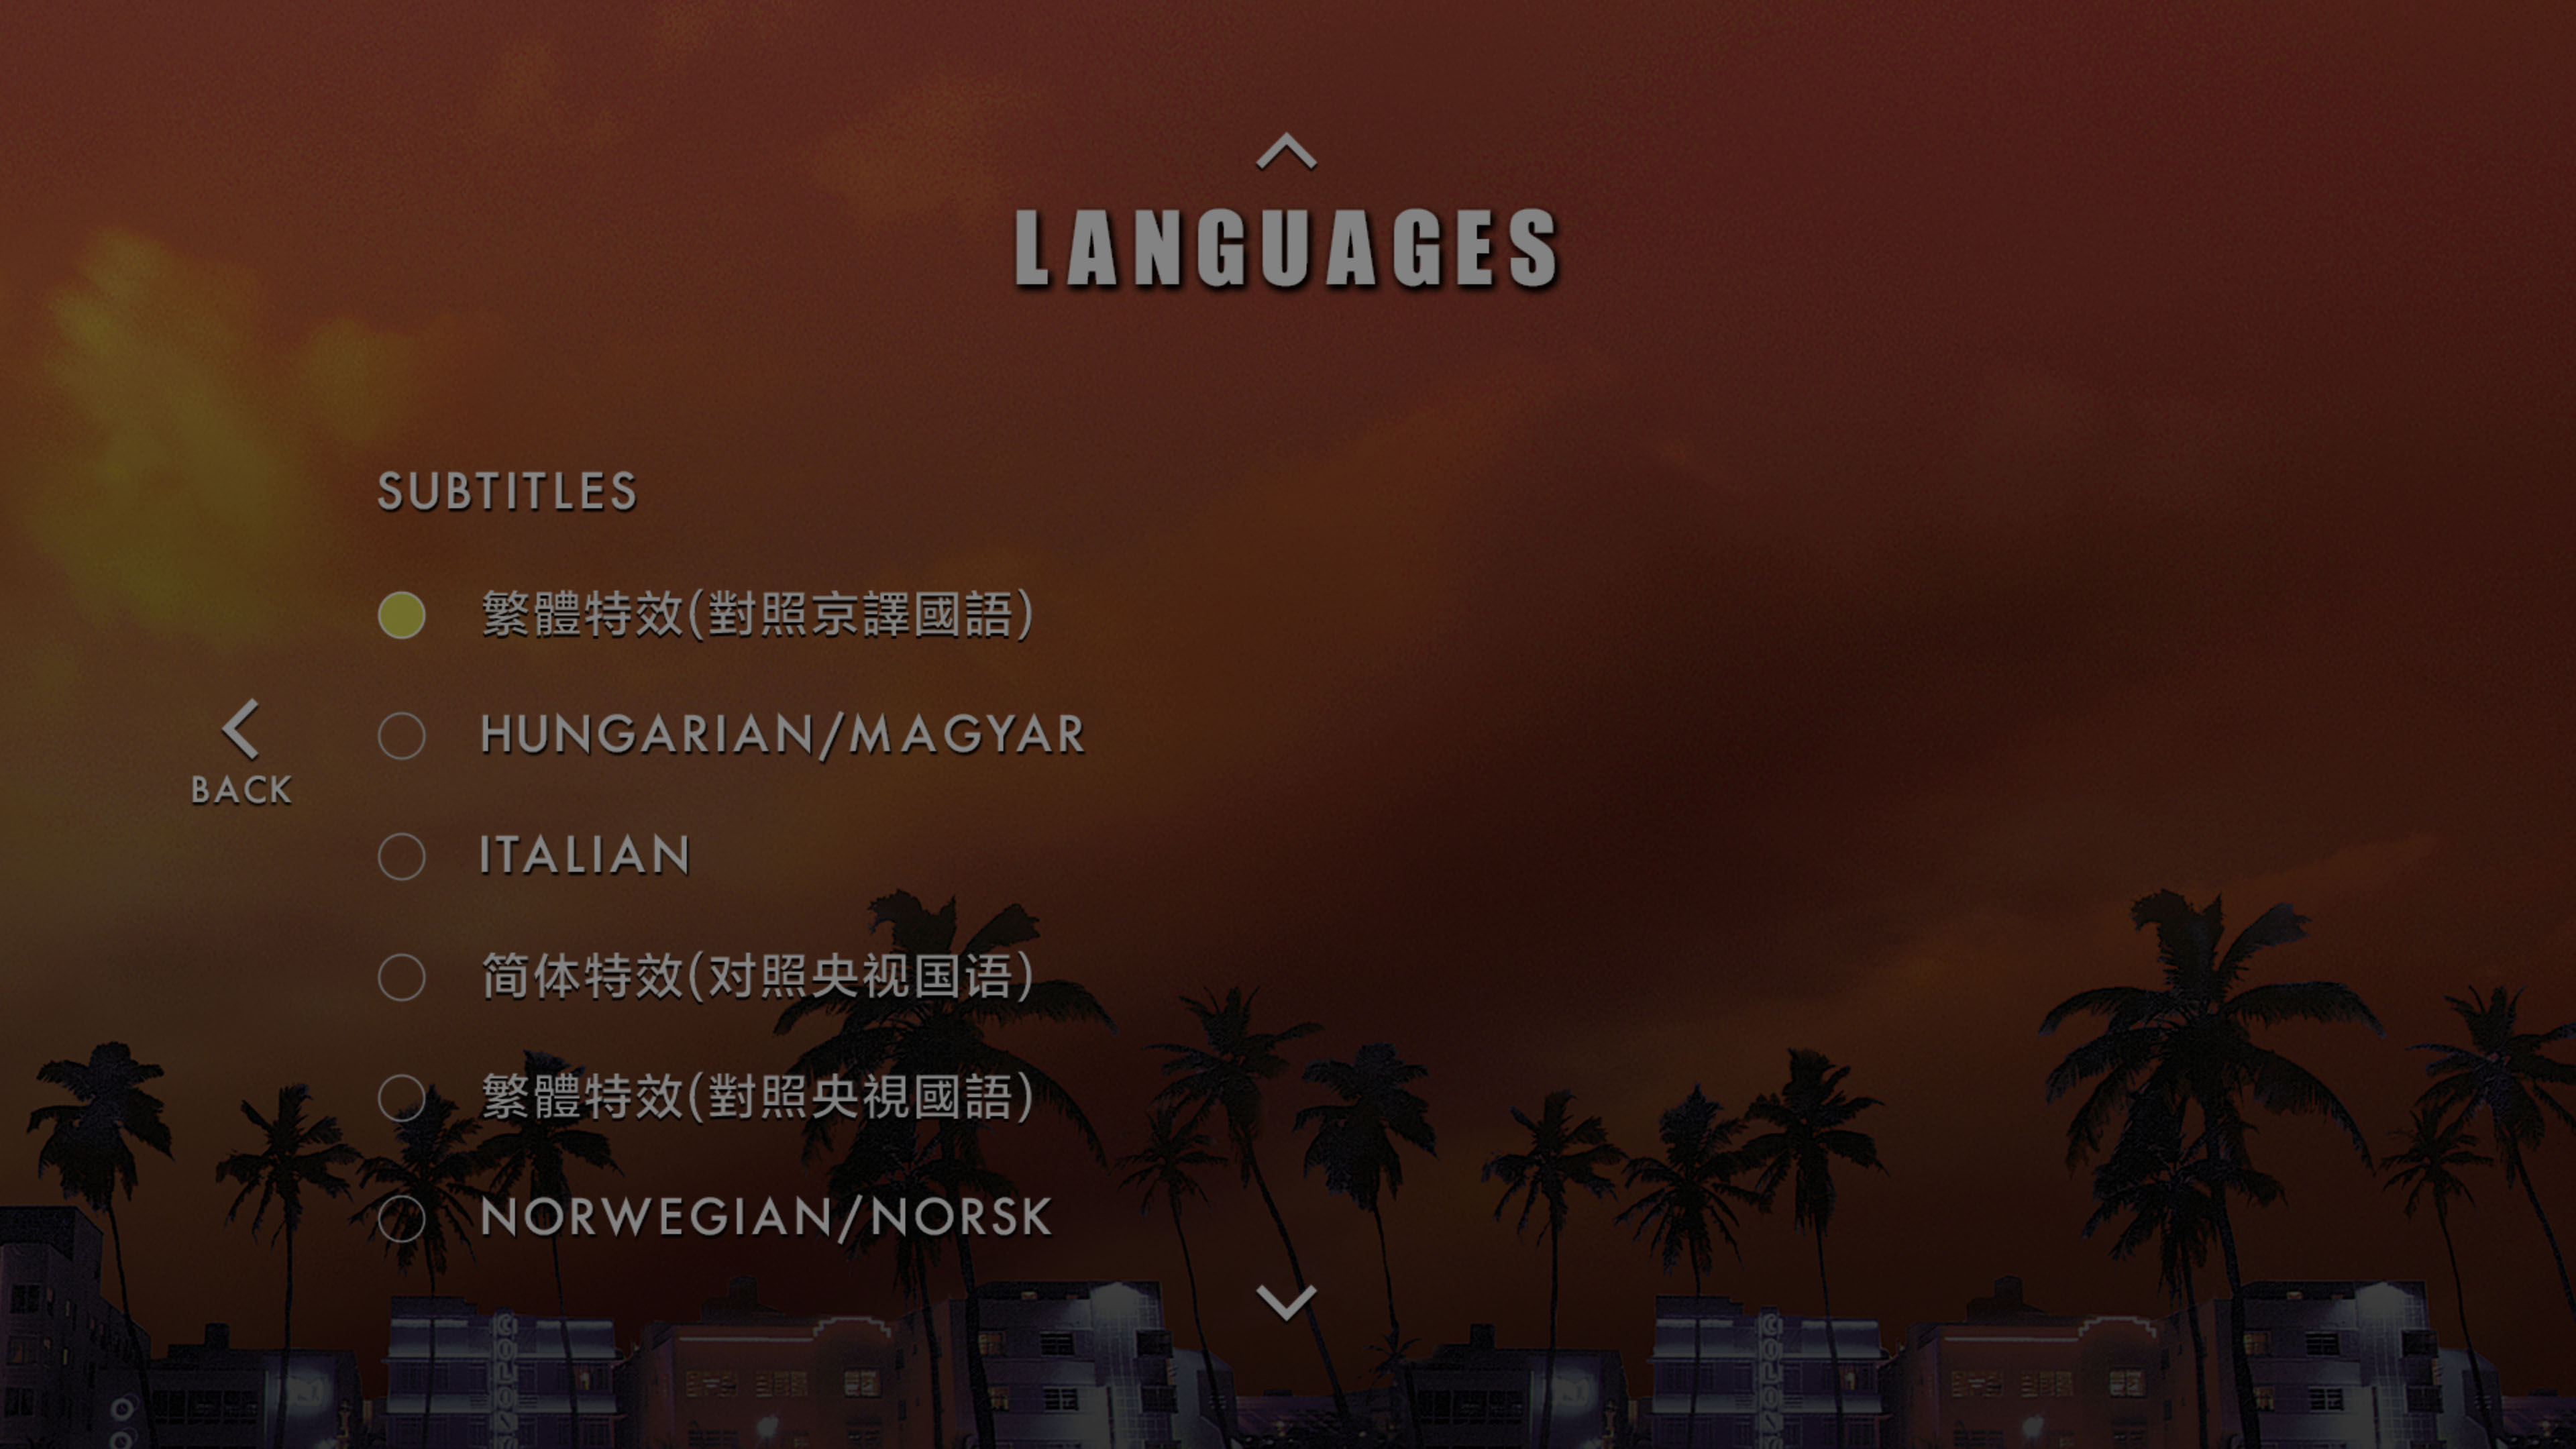 LANGUAGES
SUBTITLES
繁體特效(對照京譯國語)
HUNGARIAN/MAGYAR
BACK
ITALIAN
简体特效(对照央视国语)
繁體特效(對照央視國語)
NORWEGIAN/NORSK
COLONY
COLONY